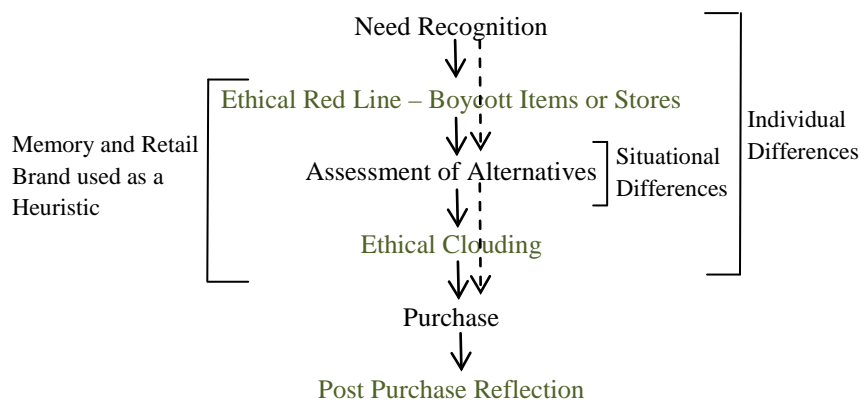 Need Recognition
Ethical Red Line – Boycott Items or Stores
Memory and Retail
Brand used as a
Heuristic
Assessment of Alternatives
Situational
Differences
Individual
Differences
Ethical Clouding
Purchase
Post Purchase Reflection